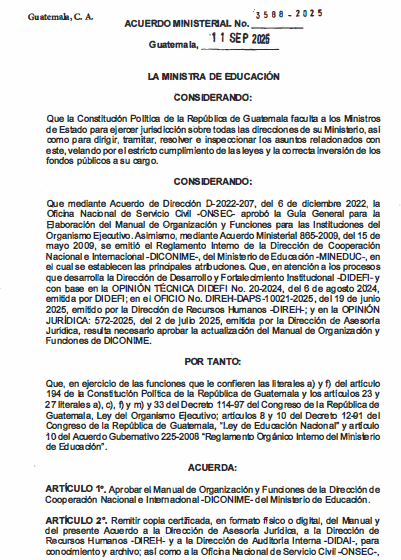 Guatemala, C. A.
ACUERDO MINISTERIAL No. 3588-2025
Guatemala, 11 SEP 2025
LA MINISTRA DE EDUCACIÓN
CONSIDERANDO:
Que la Constitución Política de la República de Guatemala faculta a los Ministros
de Estado para ejercer jurisdicción sobre todas las direcciones de su Ministerio, así
como para dirigir, tramitar, resolver e inspeccionar los asuntos relacionados con
este, velando por el estricto cumplimiento de las leyes y la correcta inversión de los
fondos públicos a su cargo.
CONSIDERANDO:
Que mediante Acuerdo de Dirección D-2022-207, del 6 de diciembre 2022, la
Oficina Nacional de Servicio Civil -ONSEC- aprobó la Guía General para la
Elaboración del Manual de Organización y Funciones para las Instituciones del
Organismo Ejecutivo. Asimismo, mediante Acuerdo Ministerial 865-2009, del 15 de
mayo 2009, se emitió el Reglamento Interno de la Dirección de Cooperación
Nacional e Internacional -DICONIME-, del Ministerio de Educación -MINEDUC-, en
el cual se establecen las principales atribuciones. Que, en atención a los procesos
que desarrolla la Dirección de Desarrollo y Fortalecimiento Institucional -DIDEFI- y
con base en la OPINIÓN TÉCNICA DIDEFI No. 20-2024, del 6 de agosto 2024,
emitida por DIDEFI; en el OFICIO No. DIREH-DAPS-10021-2025, del 19 de junio
2025, emitido por la Dirección de Recursos Humanos -DIREH-; y en la OPINIÓN
JURÍDICA: 572-2025, del 2 de julio 2025, emitida por la Dirección de Asesoría
Jurídica, resulta necesario aprobar la actualización del Manual de Organización y
Funciones de DICONIME.
POR TANTO:
Que, en ejercicio de las funciones que le confieren las literales a) y f) del artículo
194 de la Constitución Política de la República de Guatemala y los artículos 23 y
27 literales a), c), f) y m) y 33 del Decreto 114-97 del Congreso de la República de
Guatemala, Ley del Organismo Ejecutivo; artículos 8 y 10 del Decreto 12-91 del
Congreso de la República de Guatemala, "Ley de Educación Nacional" y artículo
10 del Acuerdo Gubernativo 225-2008 "Reglamento Orgánico Interno del Ministerio
de Educación".
ACUERDA:
ARTÍCULO 1º. Aprobar el Manual de Organización y Funciones de la Dirección de
Cooperación Nacional e Internacional -DICONIME- del Ministerio de Educación.
ARTÍCULO 2º. Remitir copia certificada, en formato físico o digital, del Manual y
del presente Acuerdo a la Dirección de Asesoría Jurídica, a la Dirección de
Recursos Humanos -DIREH- y a la Dirección de Auditoría Interna -DIDAI-, para
conocimiento y archivo; así como a la Oficina Nacional de Servicio Civil -ONSEC-,